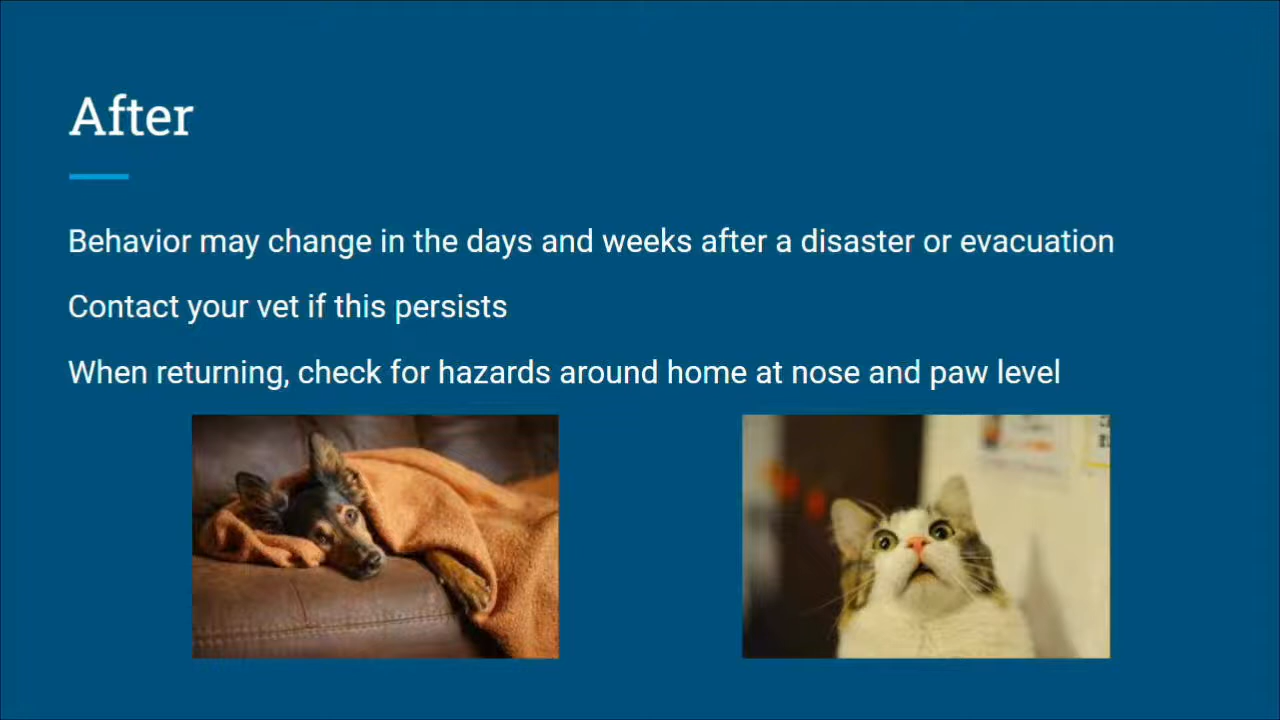 After
Behavior may change in the days and weeks after a disaster or evacuation
Contact your vet if this persists
When returning, check for hazards around home at nose and paw level